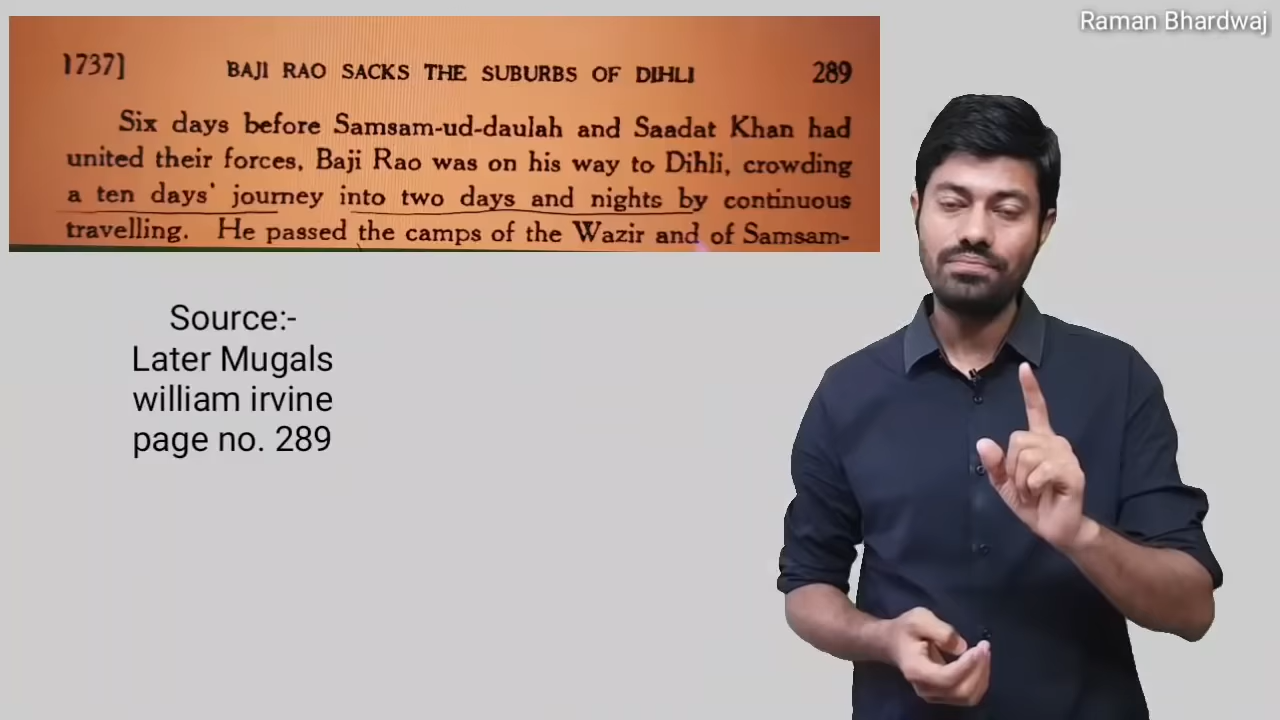 Raman Bhardwaj
1737] BAJI RAO SACKS THE SUBURBS OF DIHLI 289
Six days before Samsam-ud-daulah and Saadat Khan had
united their forces, Baji Rao was on his way to Dihli, crowding
a ten days' journey into two days and nights by continuous
travelling. He passed the camps of the Wazir and of Samsam-
Source:-
Later Mugals
william irvine
page no. 289